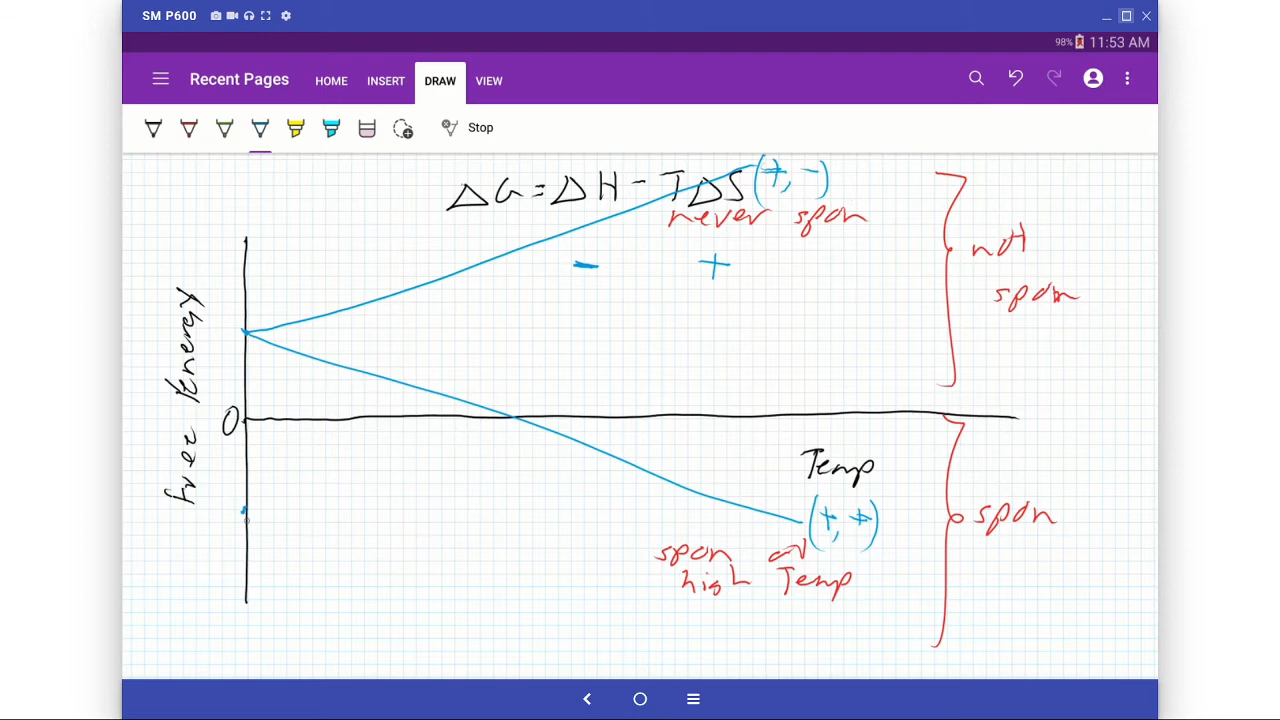 SM P600
98% 11:53 AM
Recent Pages HOME INSERT DRAW VIEW
Stop
ΔG = ΔH - TΔS (+, -)
never spon
- +
not
spon
free Energy
0
Temp
(+, +)
spon
spon at
high Temp